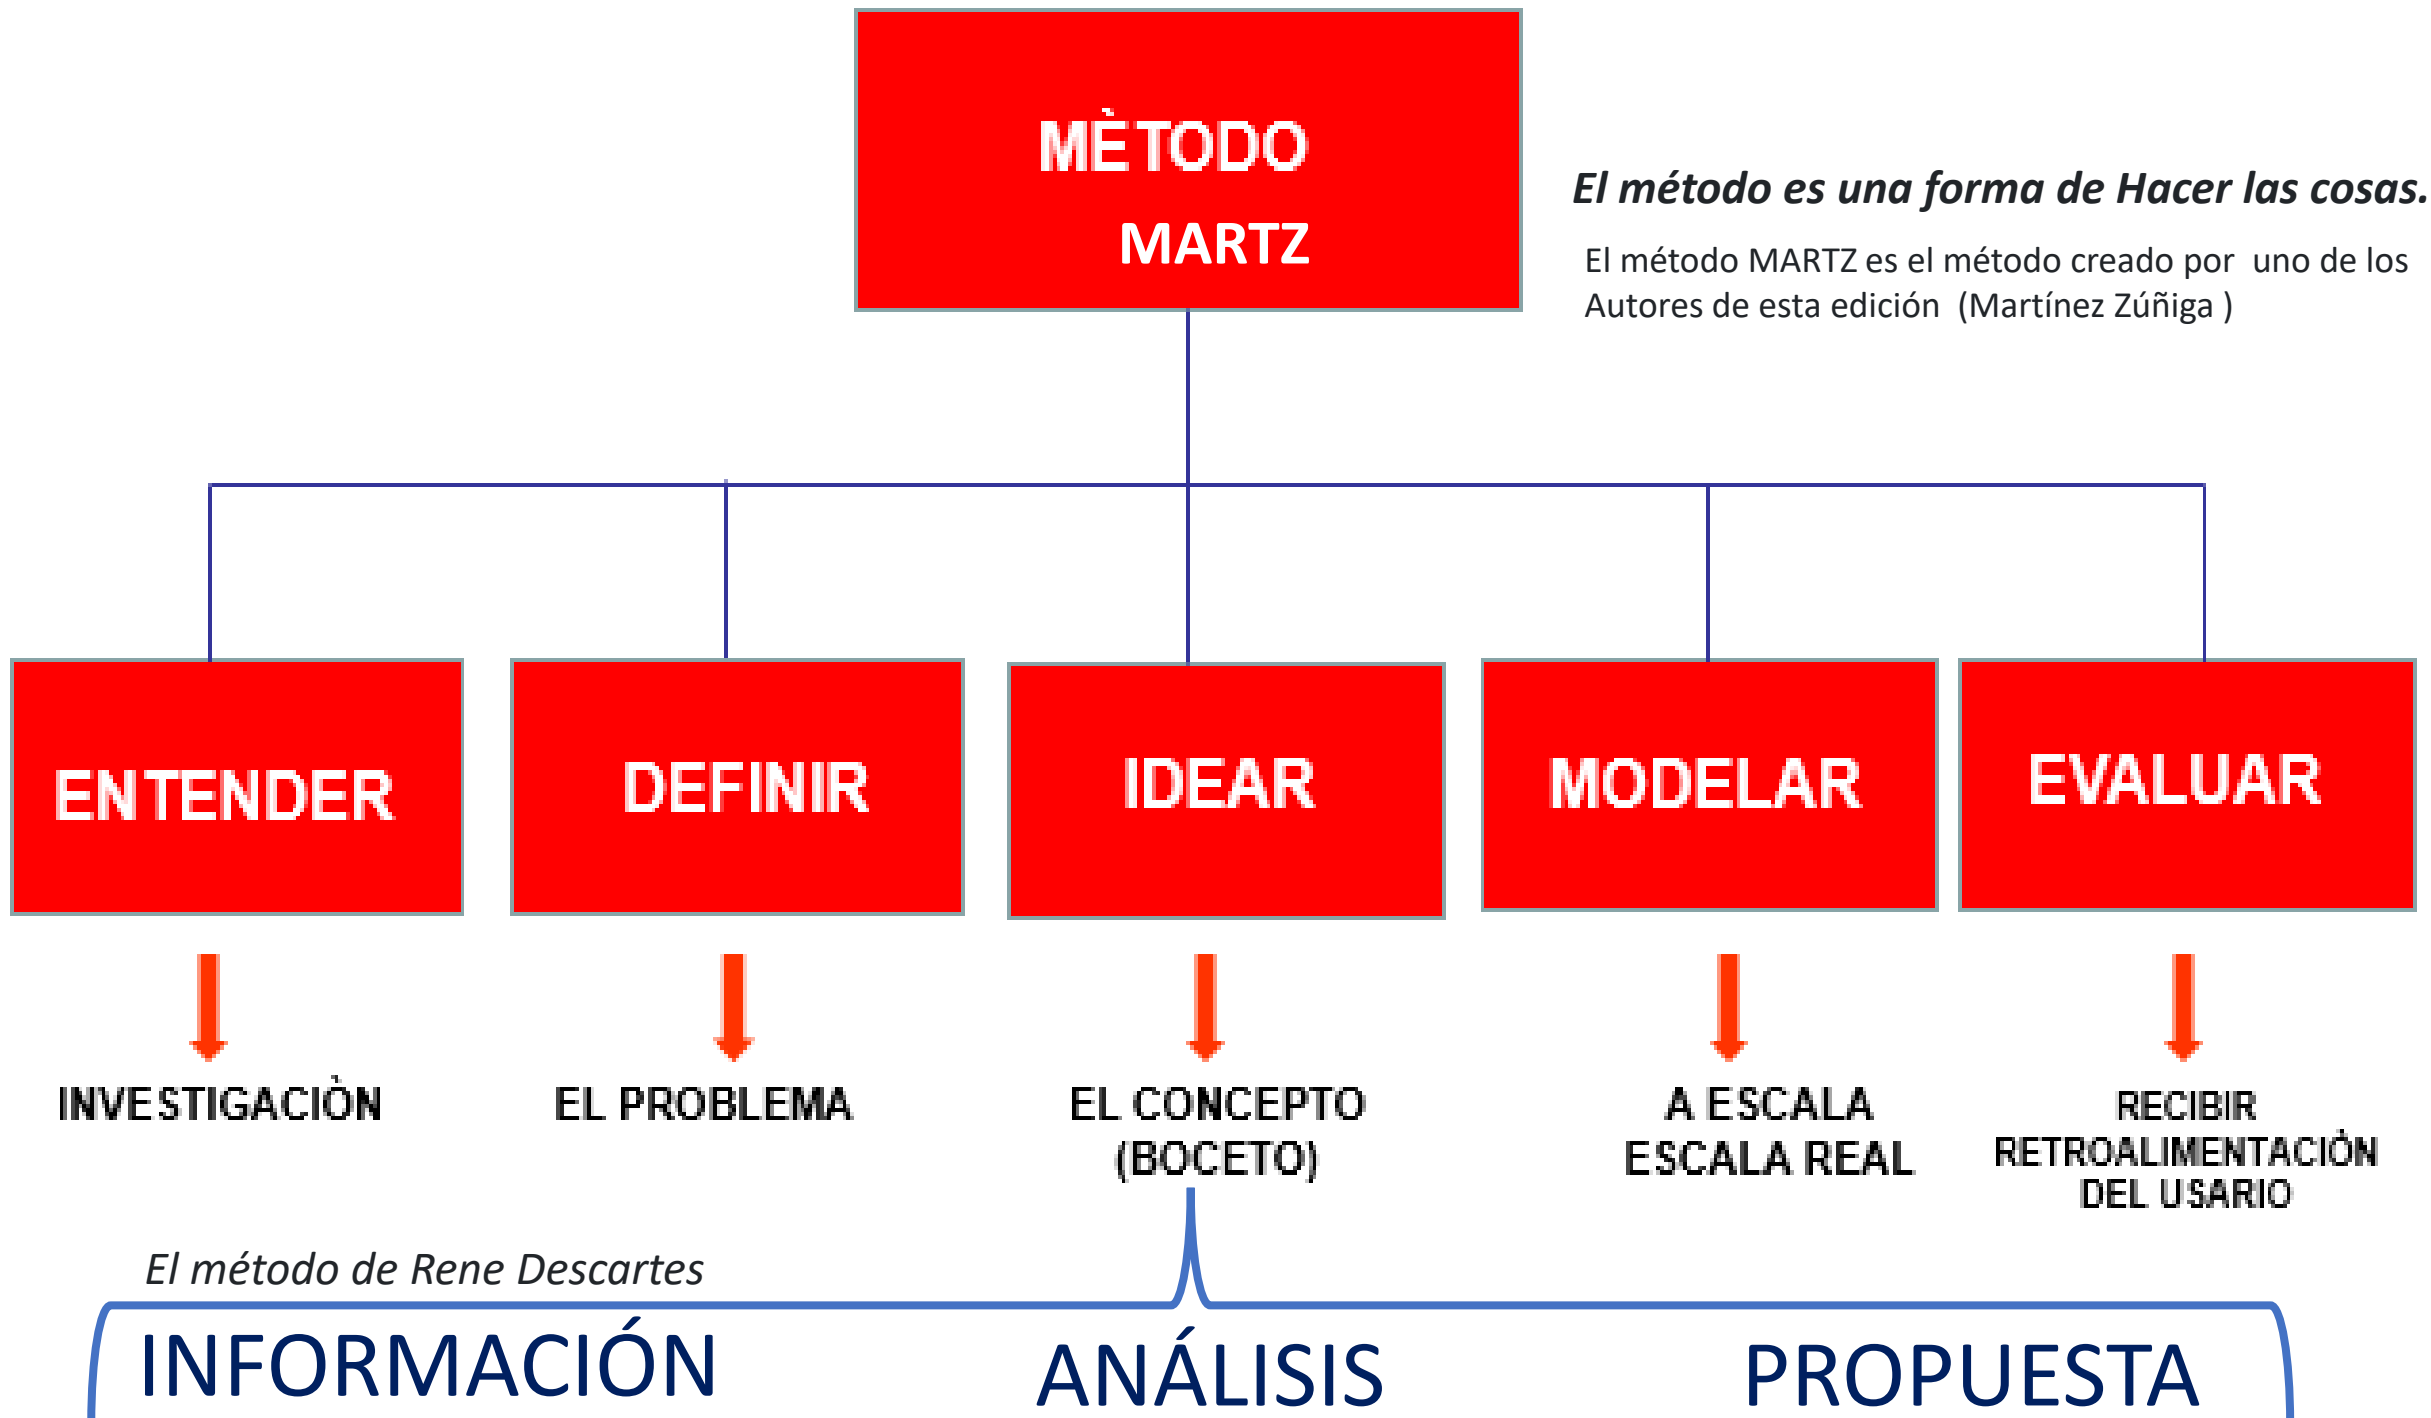 MÈTODO
MARTZ
El método es una forma de Hacer las cosas.
El método MARTZ es el método creado por uno de los
Autores de esta edición (Martínez Zúñiga )
ENTENDER
DEFINIR
IDEAR
MODELAR
EVALUAR
INVESTIGACIÒN
EL PROBLEMA
EL CONCEPTO
(BOCETO)
A ESCALA
ESCALA REAL
RECIBIR
RETROALIMENTACIÒN
DEL USARIO
El método de Rene Descartes
INFORMACIÓN
ANÁLISIS
PROPUESTA